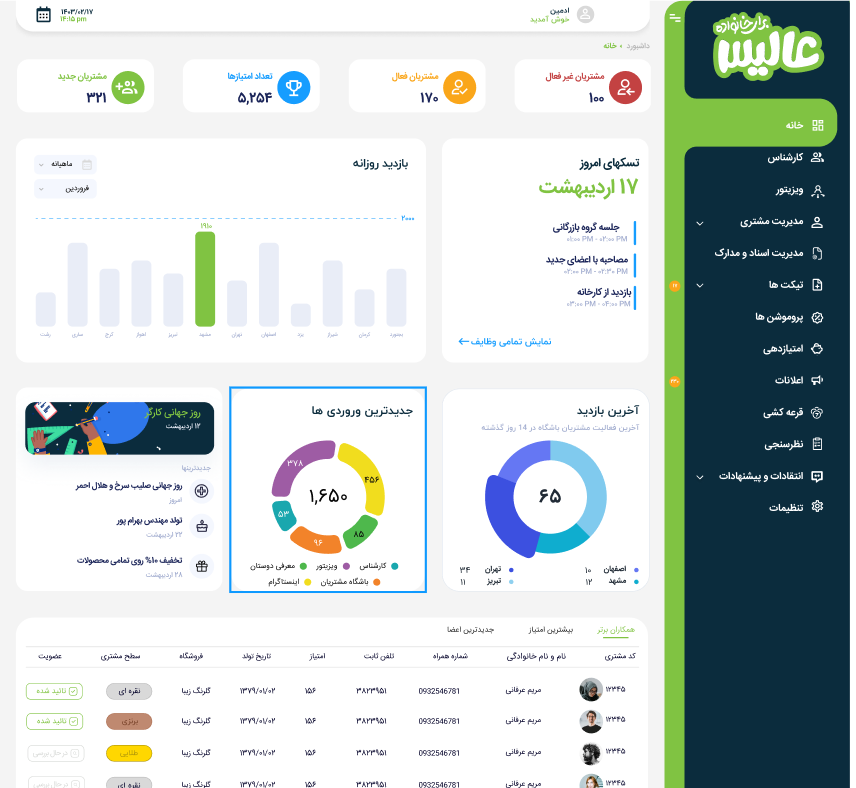 برای خانواده
عالیس
خانه
کارشناس
ویزیتور
مدیریت مشتری
مدیریت اسناد و مدارک
تیکت ها
۱۷
پروموشن ها
امتیازدهی
اعلانات
۲۳۰
قرعه کشی
نظرسنجی
انتقادات و پیشنهادات
تنظیمات
ادمین
خوش آمدید
۱۴۰۳/۰۲/۱۷
۱۴:۱۵ pm
داشبورد • خانه
مشتریان غیر فعال
۱۰۰
مشتریان فعال
۱۷۰
تعداد امتیازها
۵,۲۵۴
مشتریان جدید
۳۲۱
تسکهای امروز
۱۷ اردیبهشت
جلسه گروه بازرگانی
۰۱:۰۰ PM - ۰۲:۰۰ PM
مصاحبه با اعضای جدید
۰۲:۰۰ PM - ۰۲:۳۰ PM
بازدید از کارخانه
۰۳:۰۰ PM - ۰۴:۰۰ PM
نمایش تمامی وظایف
بازدید روزانه
ماهیانه
فروردین
۲۰۰۰
۱۹۱۰
بجنورد کرمان شیراز یزد اصفهان تهران مشهد تبریز اهواز کرج ساری رشت
آخرین بازدید
آخرین فعالیت مشتریان باشگاه در 14 روز گذشته
۶۵
اصفهان ۱۰ تهران ۳۴
مشهد ۱۲ تبریز ۱۱
جدیدترین ورودی ها
۳۷۸
۴۵۶
۱,۶۵۰
۵۳
۸۵
۹۶
کارشناس ویزیتور معرفی دوستان
باشگاه مشتریان اینستاگرام
روز جهانی کارگر
۱۲ اردیبهشت
جدیدترینها
روز جهانی صلیب سرخ و هلال احمر
امروز
تولد مهندس بهرام پور
۲۲ اردیبهشت
تخفیف ۱۰% روی تمامی محصولات
۲۸ اردیبهشت
همکاران برتر بیشترین امتیاز جدیدترین اعضا
کد مشتری نام و نام خانوادگی شماره همراه تلفن ثابت امتیاز تاریخ تولد فروشگاه سطح مشتری عضویت
۱۲۳۴۵ مریم عرفانی 0932546781 ۳۸۲۳۹۵۱ ۱۵۶ ۱۳۷۹/۰۱/۰۲ گلرنگ زیبا نقره ای تائید شده
۱۲۳۴۵ مریم عرفانی 0932546781 ۳۸۲۳۹۵۱ ۱۵۶ ۱۳۷۹/۰۱/۰۲ گلرنگ زیبا برنزی تائید شده
۱۲۳۴۵ مریم عرفانی 0932546781 ۳۸۲۳۹۵۱ ۱۵۶ ۱۳۷۹/۰۱/۰۲ گلرنگ زیبا طلایی در حال بررسی
۱۲۳۴۵ مریم عرفانی 0932546781 ۳۸۲۳۹۵۱ ۱۵۶ ۱۳۷۹/۰۱/۰۲ گلرنگ زیبا نقره ای در حال بررسی